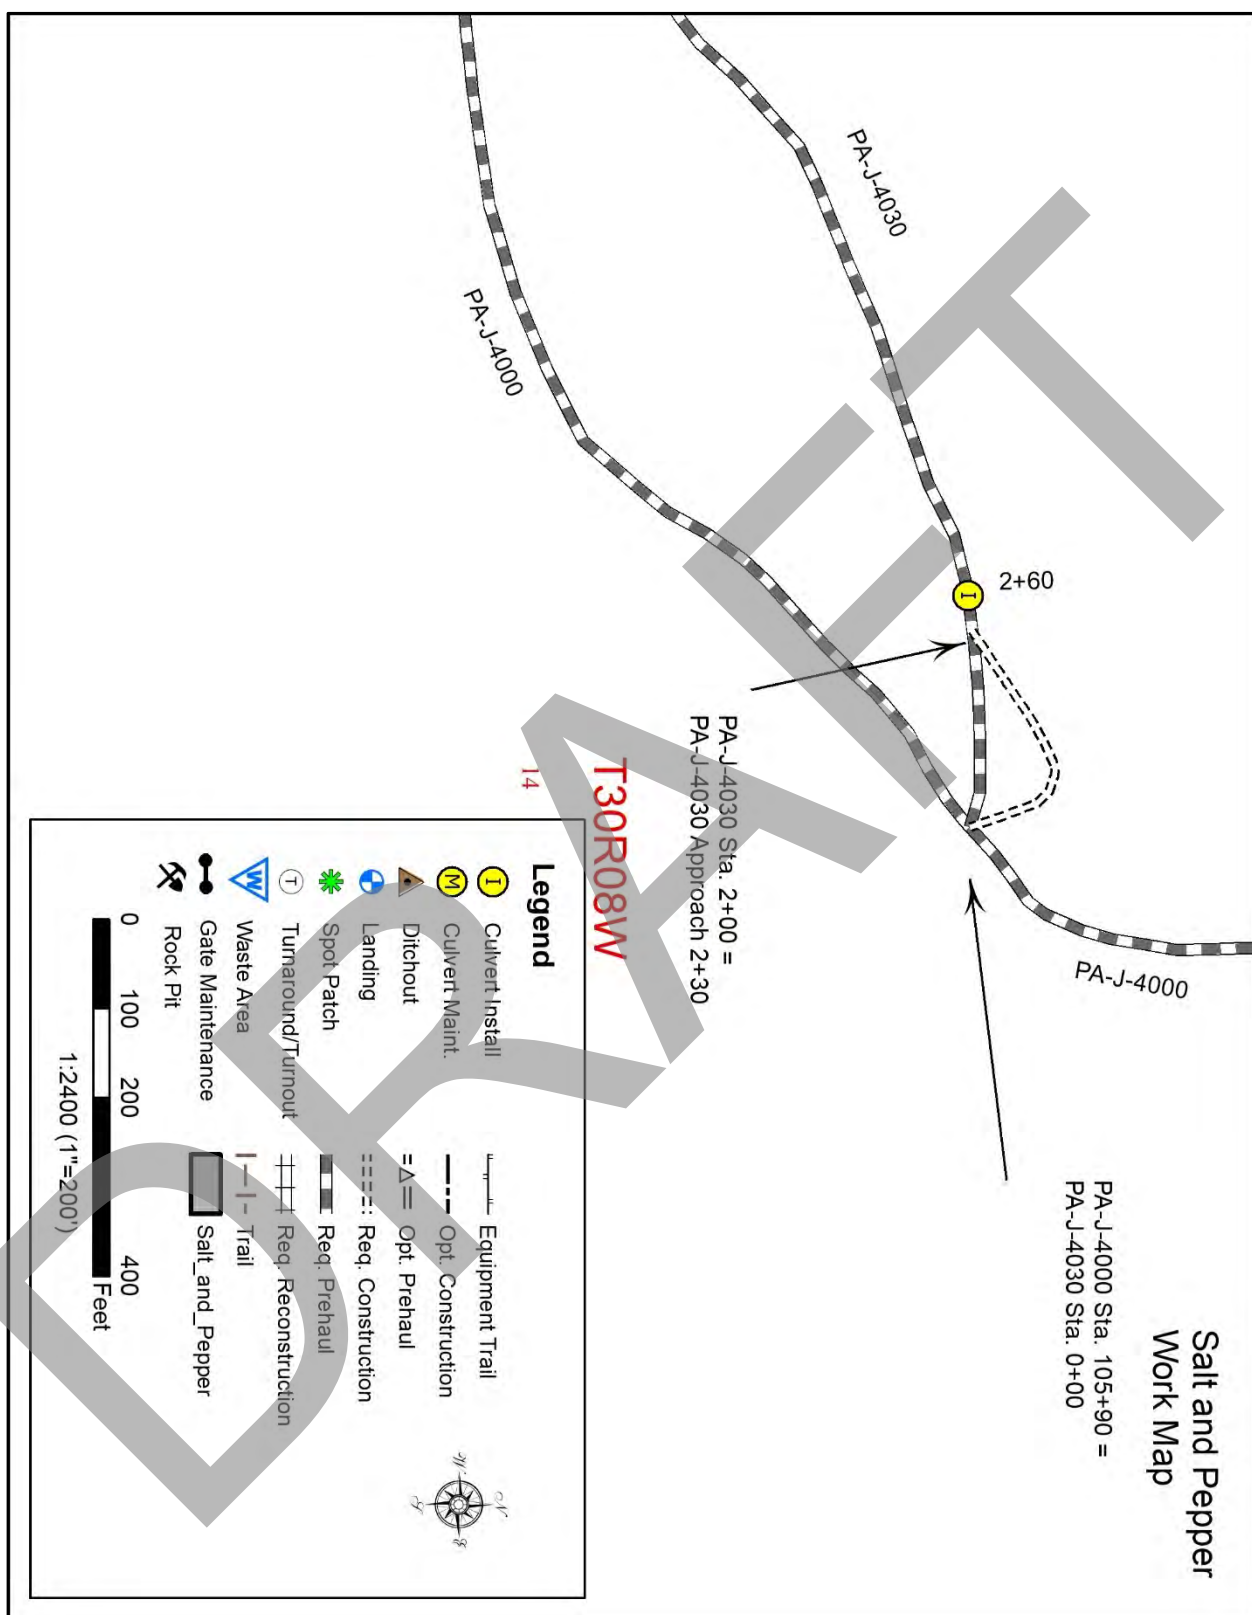 Salt and Pepper
Work Map
PA-J-4000 Sta. 105+90 =
PA-J-4030 Sta. 0+00
PA-J-4000
2+60
PA-J-4030
PA-J-4030 Sta. 2+00 =
PA-J-4030 Approach 2+30
T30R08W
14
PA-J-4000
Legend
I Culvert Install
M Culvert Maint.
Ditchout
Landing
Spot Patch
T Turnaround/Turnout
W Waste Area
Gate Maintenance
Rock Pit
Equipment Trail
Opt. Construction
Opt. Prehaul
Req. Construction
Req. Prehaul
Req. Reconstruction
Trail
Salt_and_Pepper
N
W
E
S
0 100 200 400
Feet
1:2400 (1"=200')
I
DRAFT